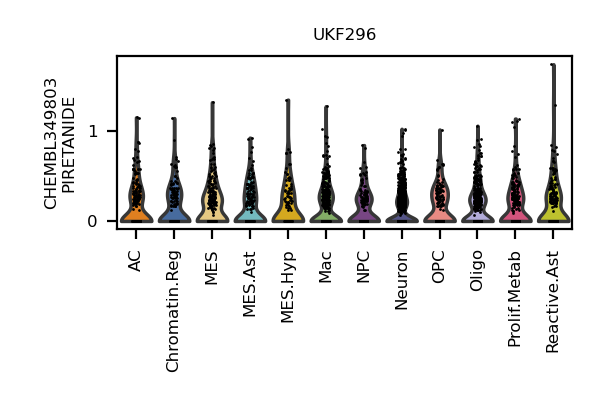 UKF296
CHEMBL349803
PIRETANIDE
1
0
AC
Chromatin.Reg
MES
MES.Ast
MES.Hyp
Mac
NPC
Neuron
OPC
Oligo
Prolif.Metab
Reactive.Ast